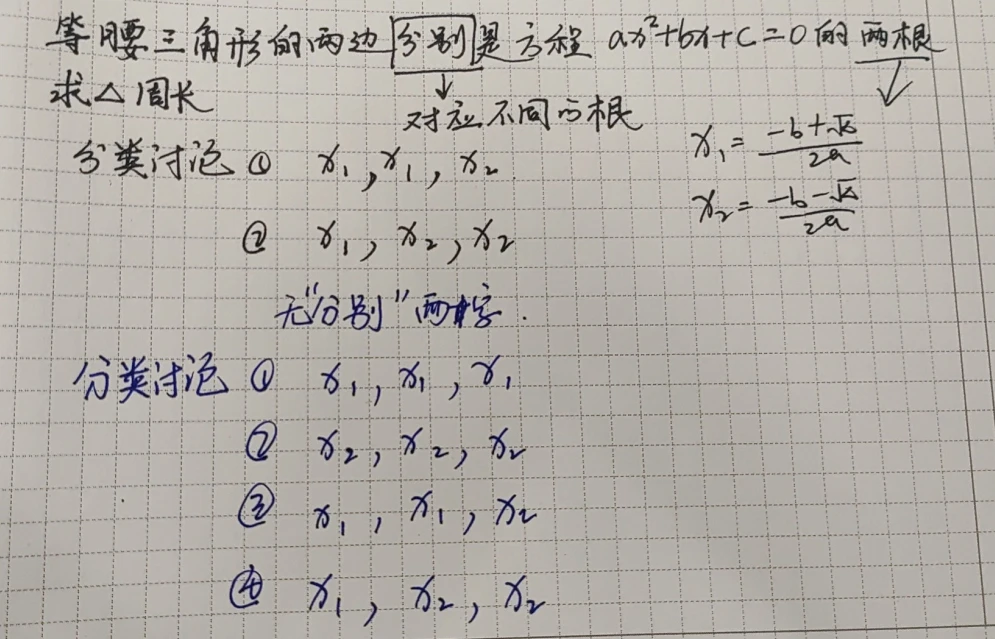 等腰三角形的两边分别是方程 ax²+bx+c=0的两根
求△周长
对应不同的根
x₁=(-b+√Δ)/2a
x₂=(-b-√Δ)/2a
分类讨论 ① x₁,x₁,x₂
② x₁,x₂,x₂
无"分别"两字.
分类讨论 ① x₁,x₁,x₁
② x₂,x₂,x₂
③ x₁,x₁,x₂
④ x₁,x₂,x₂